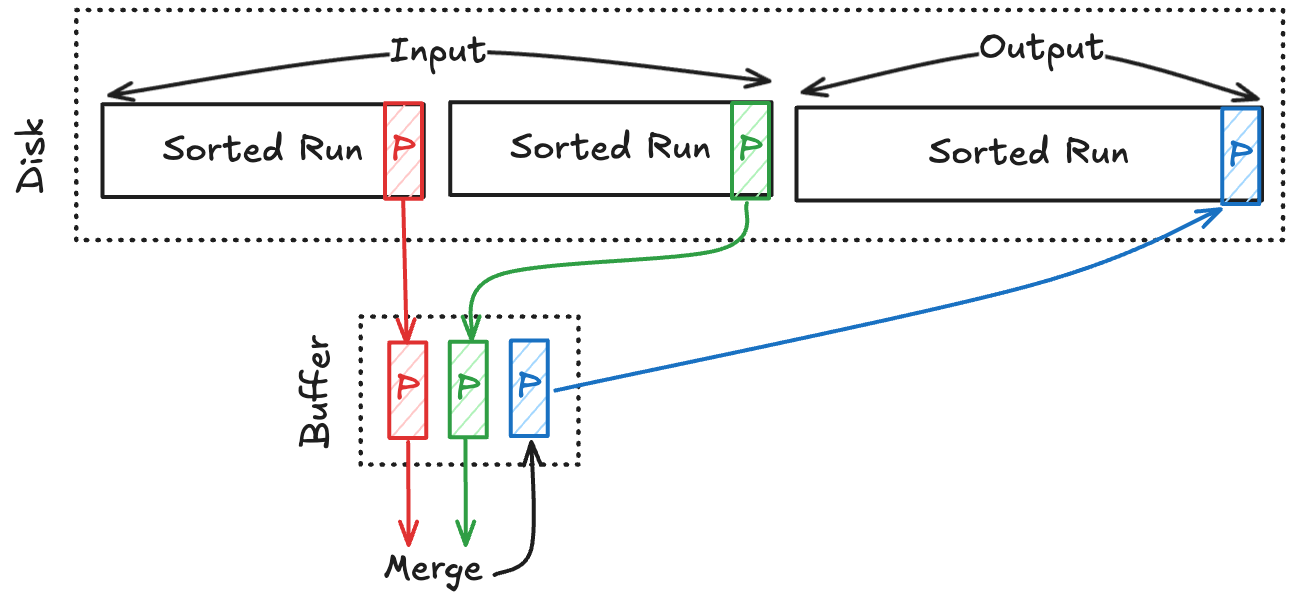 Input
Output
Disk
Sorted Run
P
Sorted Run
P
Sorted Run
P
Buffer
P
P
P
Merge